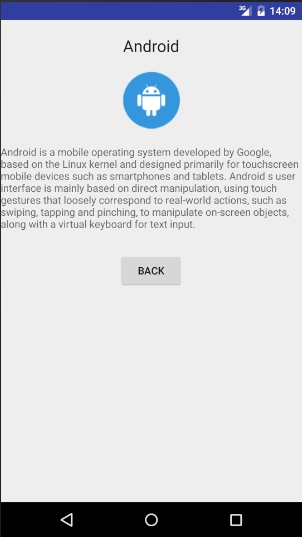 3G 14:09
Android
Android is a mobile operating system developed by Google,
based on the Linux kernel and designed primarily for touchscreen
mobile devices such as smartphones and tablets. Android s user
interface is mainly based on direct manipulation, using touch
gestures that loosely correspond to real-world actions, such as
swiping, tapping and pinching, to manipulate on-screen objects,
along with a virtual keyboard for text input.
BACK